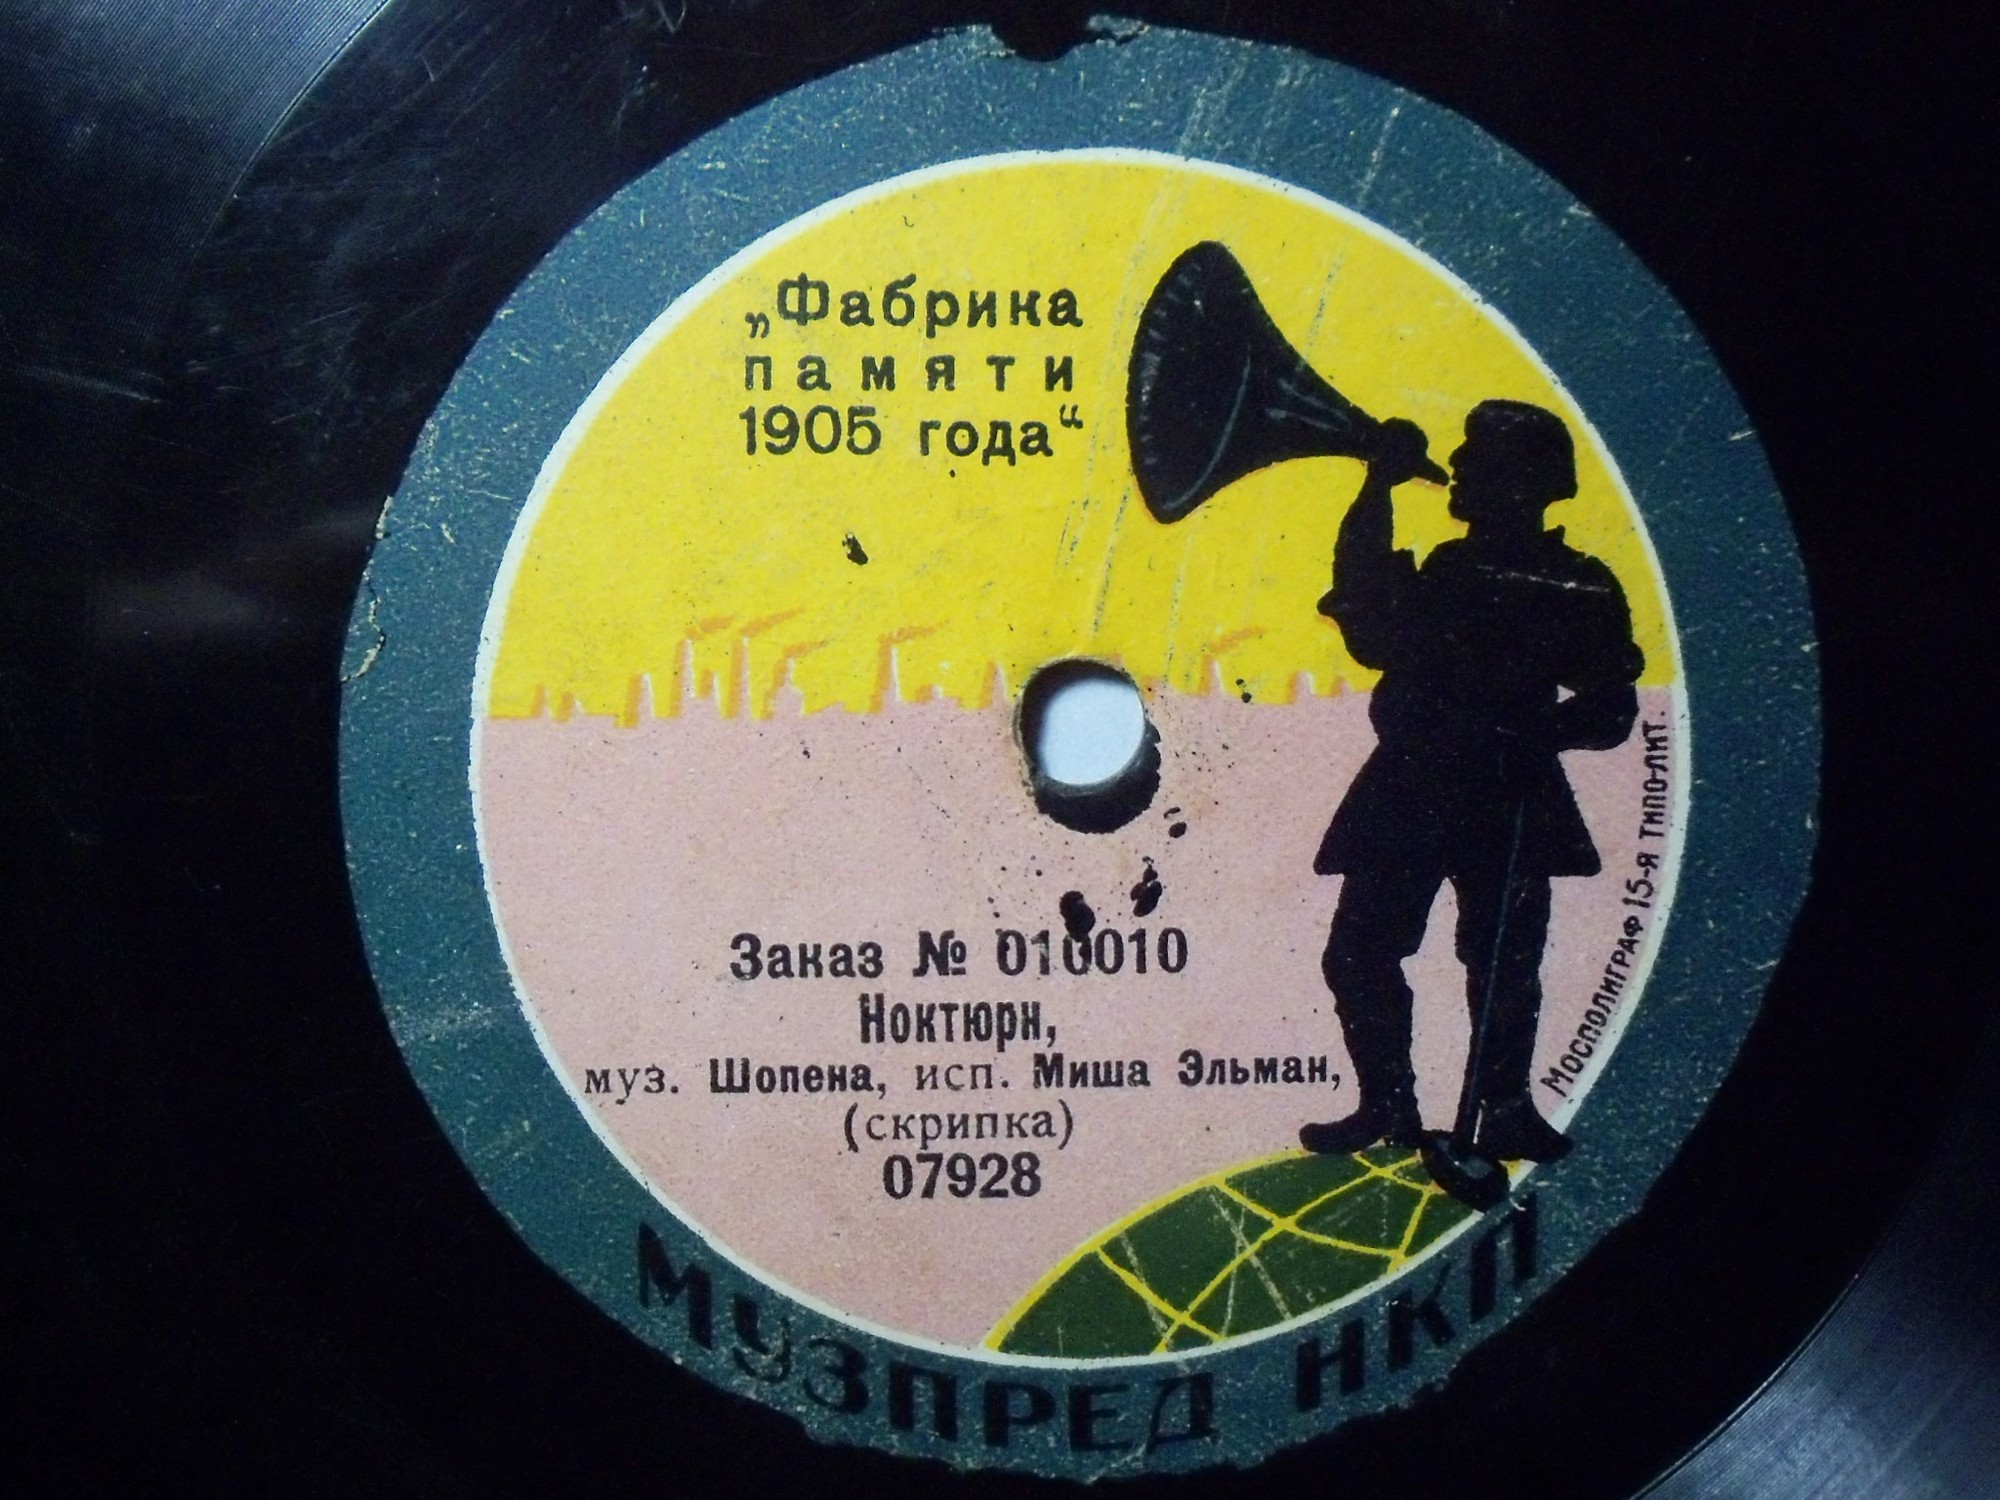 „Фабрика
памяти
1905 года“
Заказ № 010010
Ноктюрн,
муз. Шопена, исп. Миша Эльман,
(скрипка)
07928
Мосполиграф 15-я типо-лит.
МУЗПРЕД НКП